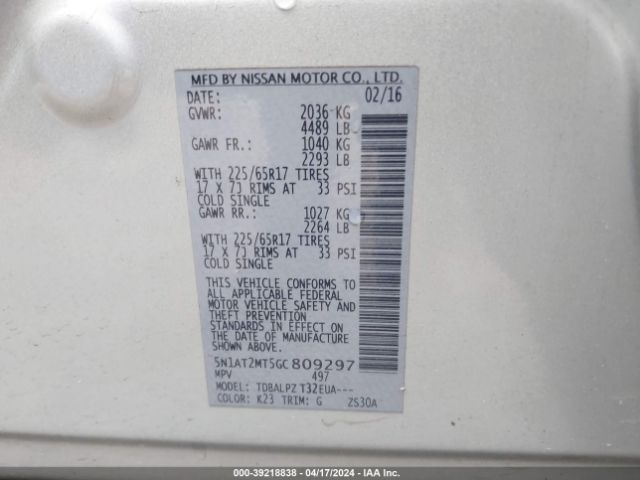 MFD BY NISSAN MOTOR CO., LTD.
DATE: 02/16
GVWR: 2036 KG
4489 LB
GAWR FR.: 1040 KG
2293 LB
WITH 225/65R17 TIRES
17 X 7J RIMS AT 33 PSI
COLD SINGLE
GAWR RR.: 1027 KG
2264 LB
WITH 225/65R17 TIRES
17 X 7J RIMS AT 33 PSI
COLD SINGLE
THIS VEHICLE CONFORMS TO
ALL APPLICABLE FEDERAL
MOTOR VEHICLE SAFETY AND
THEFT PREVENTION
STANDARDS IN EFFECT ON
THE DATE OF MANUFACTURE
SHOWN ABOVE
5N1AT2MT5GC809297
MPV 497
MODEL: TDBALPZ T32EUA---
COLOR: K23 TRIM: G ZS30A
000-39218838 - 04/17/2024 - IAA Inc.